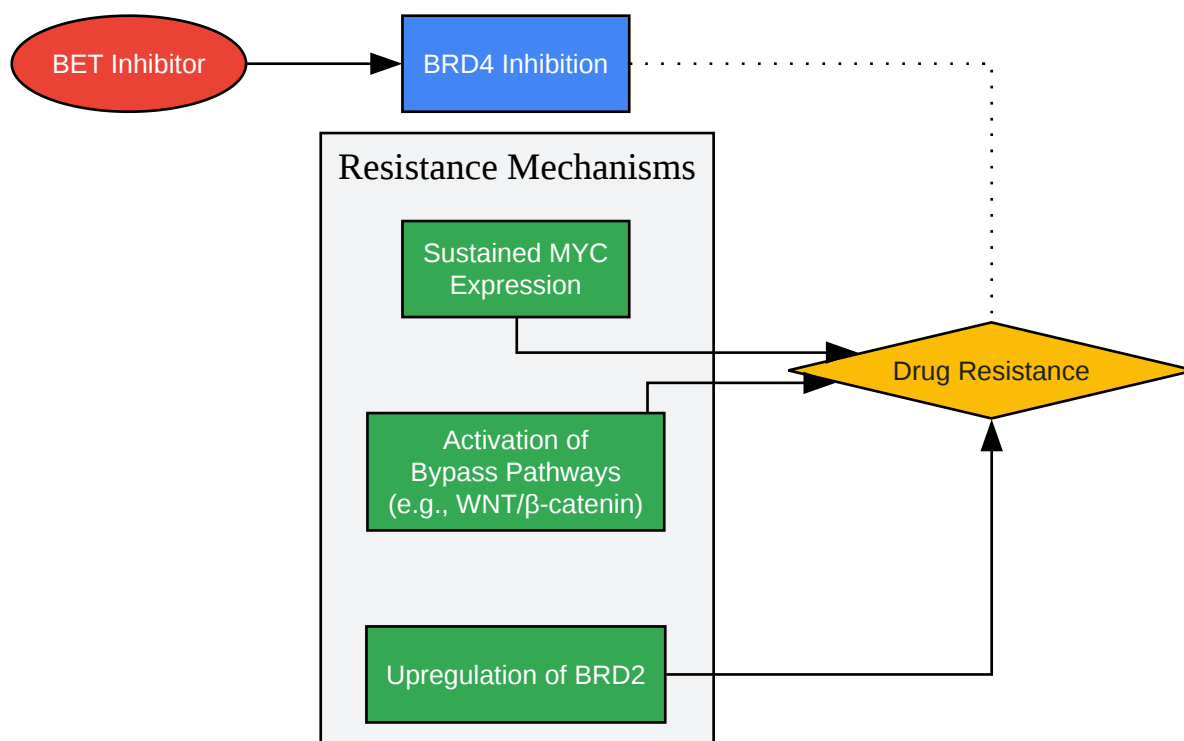 BET Inhibitor
BRD4 Inhibition
Resistance Mechanisms
Sustained MYC
Expression
Drug Resistance
Activation of
Bypass Pathways
(e.g., WNT/β-catenin)
Upregulation of BRD2